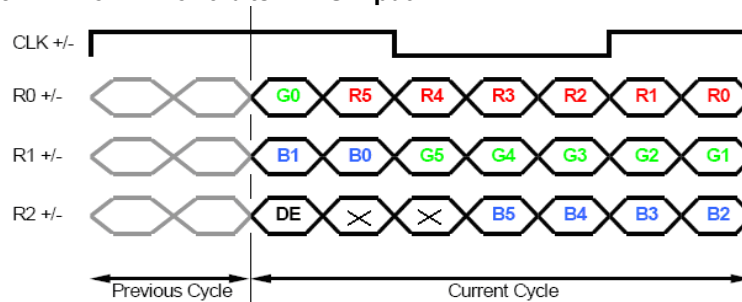 CLK +/-
R0 +/- G0 R5 R4 R3 R2 R1 R0
R1 +/- B1 B0 G5 G4 G3 G2 G1
R2 +/- DE B5 B4 B3 B2
Previous Cycle Current Cycle